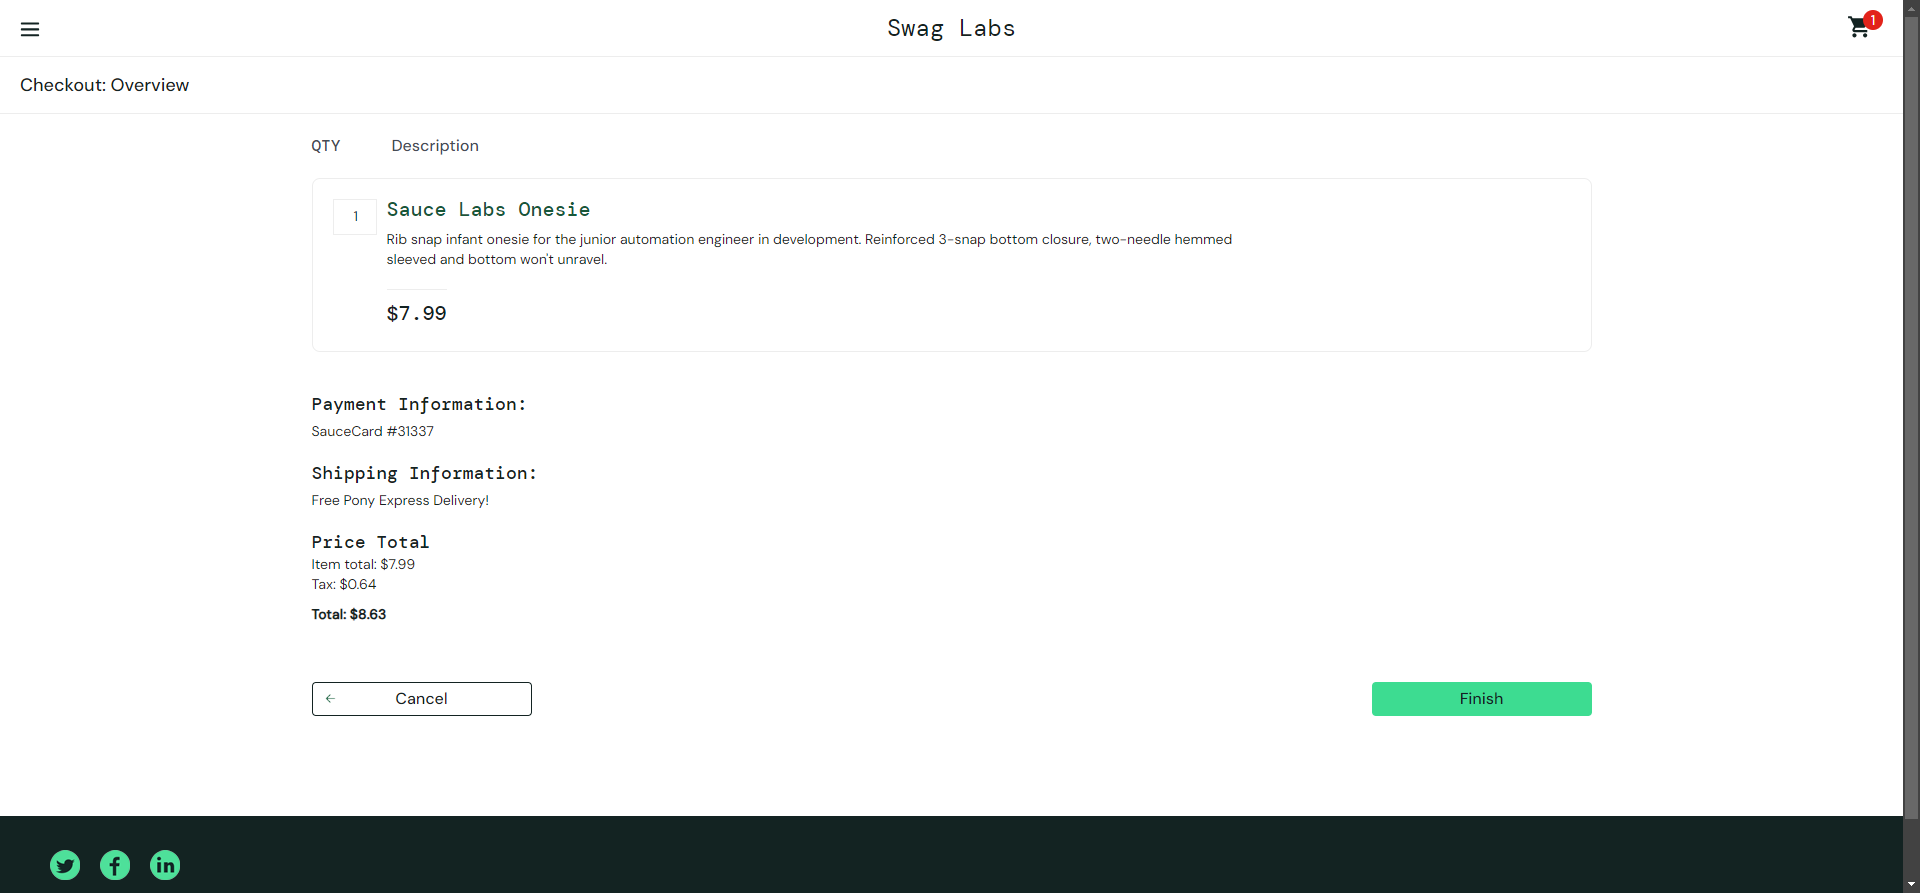 Swag Labs
1
Checkout: Overview
QTY
Description
1
Sauce Labs Onesie
Rib snap infant onesie for the junior automation engineer in development. Reinforced 3-snap bottom closure, two-needle hemmed
sleeved and bottom won't unravel.
$7.99
Payment Information:
SauceCard #31337
Shipping Information:
Free Pony Express Delivery!
Price Total
Item total: $7.99
Tax: $0.64
Total: $8.63
Cancel
Finish